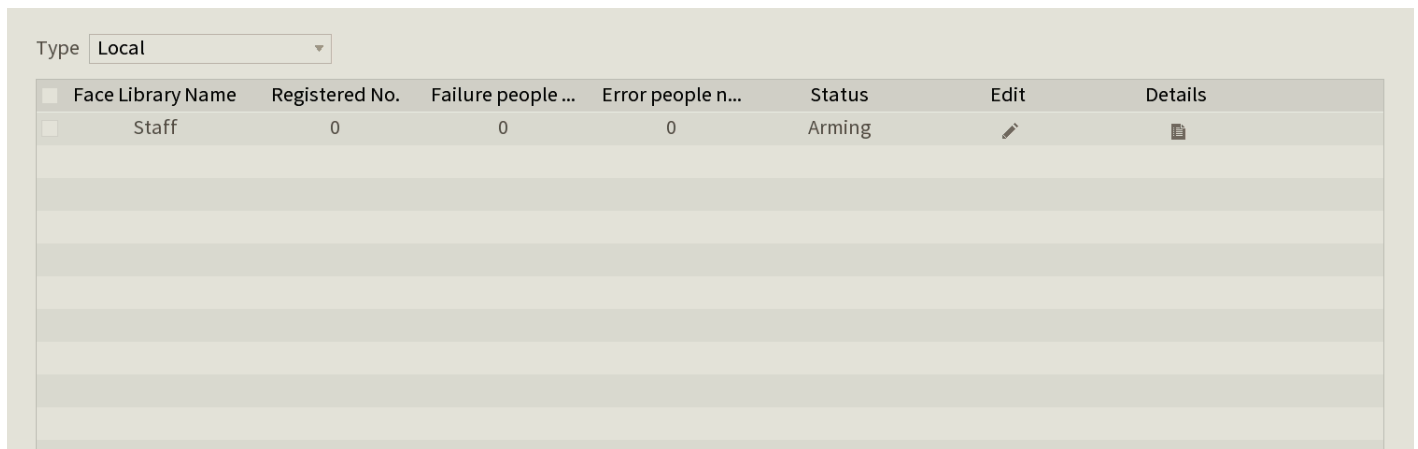 Type Local
Face Library Name Registered No. Failure people ... Error people n... Status Edit Details
Staff 0 0 0 Arming